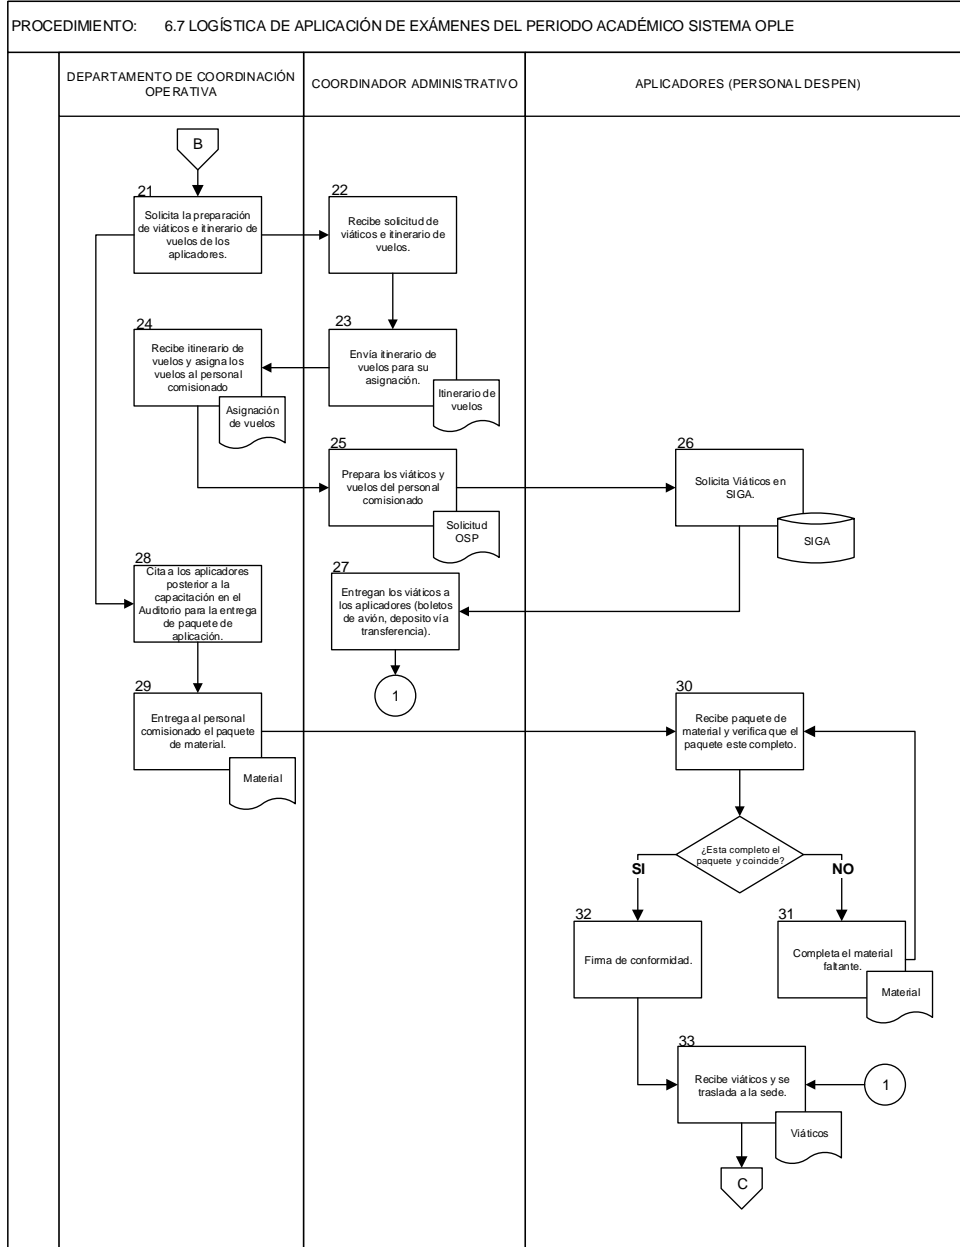 PROCEDIMIENTO: 6.7 LOGÍSTICA DE APLICACIÓN DE EXÁMENES DEL PERIODO ACADÉMICO SISTEMA OPLE
DEPARTAMENTO DE COORDINACIÓN
OPERATIVA
COORDINADOR ADMINISTRATIVO
APLICADORES (PERSONAL DESPEN)
B
21
Solicita la preparación
de viáticos e itinerario de
vuelos de los
aplicadores.
22
Recibe solicitud de
viáticos e itinerario de
vuelos.
23
Envía itinerario de
vuelos para su
asignación.
Itinerario de
vuelos
24
Recibe itinerario de
vuelos y asigna los
vuelos al personal
comisionado
Asignación
de vuelos
25
Prepara los viáticos y
vuelos del personal
comisionado
Solicitud
OSP
26
Solicita Viáticos en
SIGA.
SIGA
27
Entregan los viáticos a
los aplicadores (boletos
de avión, deposito vía
transferencia).
1
28
Cita a los aplicadores
posterior a la
capacitación en el
Auditorio para la entrega
de paquete de
aplicación.
29
Entrega al personal
comisionado el paquete
de material.
Material
30
Recibe paquete de
material y verifica que el
paquete este completo.
¿Esta completo el
paquete y coincide?
SI
NO
32
Firma de conformidad.
31
Completa el material
faltante.
Material
33
Recibe viáticos y se
traslada a la sede.
1
Viáticos
C